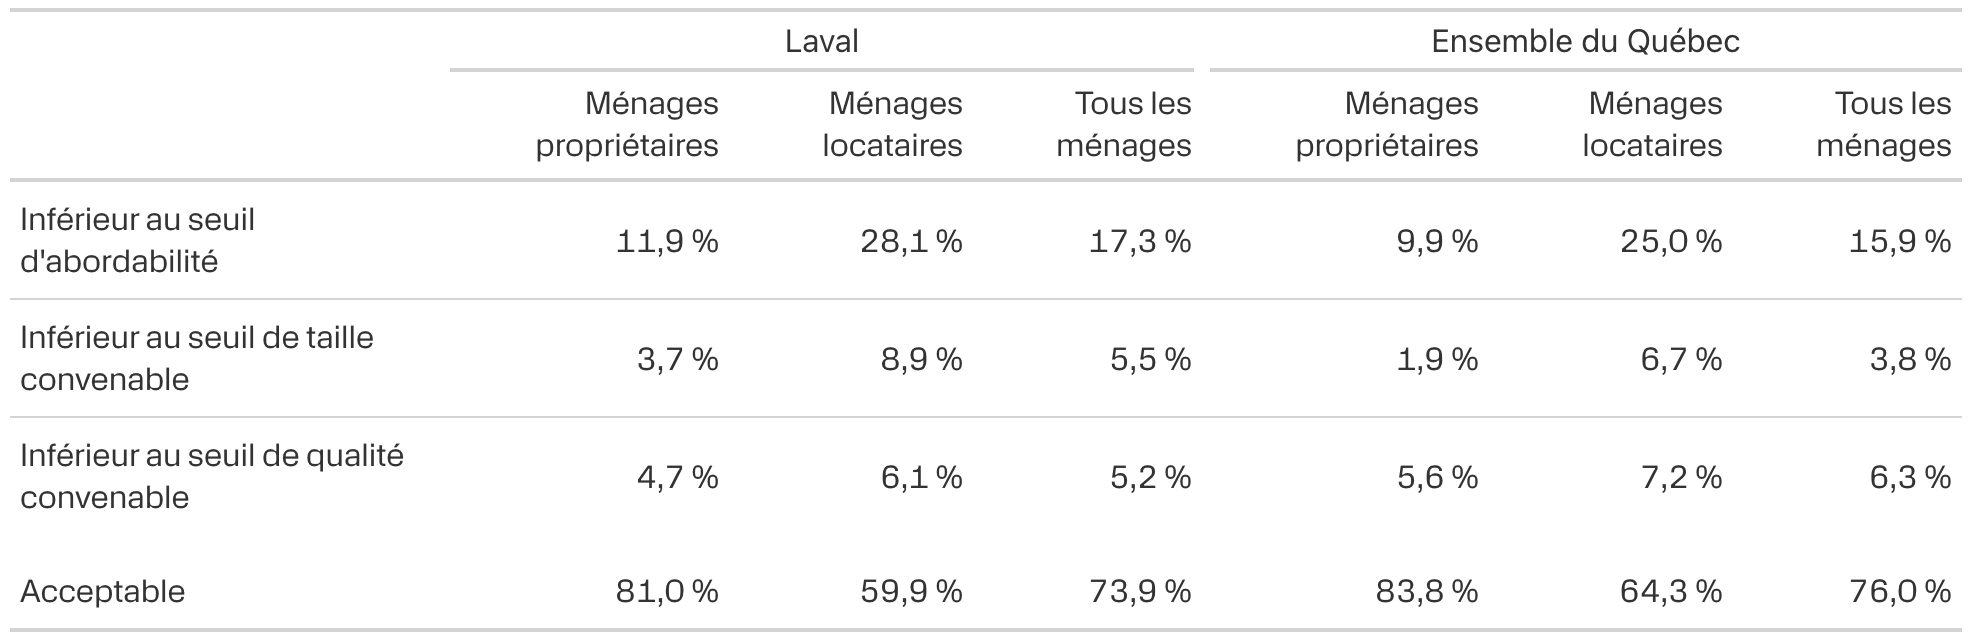 Laval Ensemble du Québec
Ménages Ménages Tous les Ménages Ménages Tous les
propriétaires locataires ménages propriétaires locataires ménages
Inférieur au seuil
d'abordabilité 11,9 % 28,1 % 17,3 % 9,9 % 25,0 % 15,9 %
Inférieur au seuil de taille
convenable 3,7 % 8,9 % 5,5 % 1,9 % 6,7 % 3,8 %
Inférieur au seuil de qualité
convenable 4,7 % 6,1 % 5,2 % 5,6 % 7,2 % 6,3 %
Acceptable 81,0 % 59,9 % 73,9 % 83,8 % 64,3 % 76,0 %